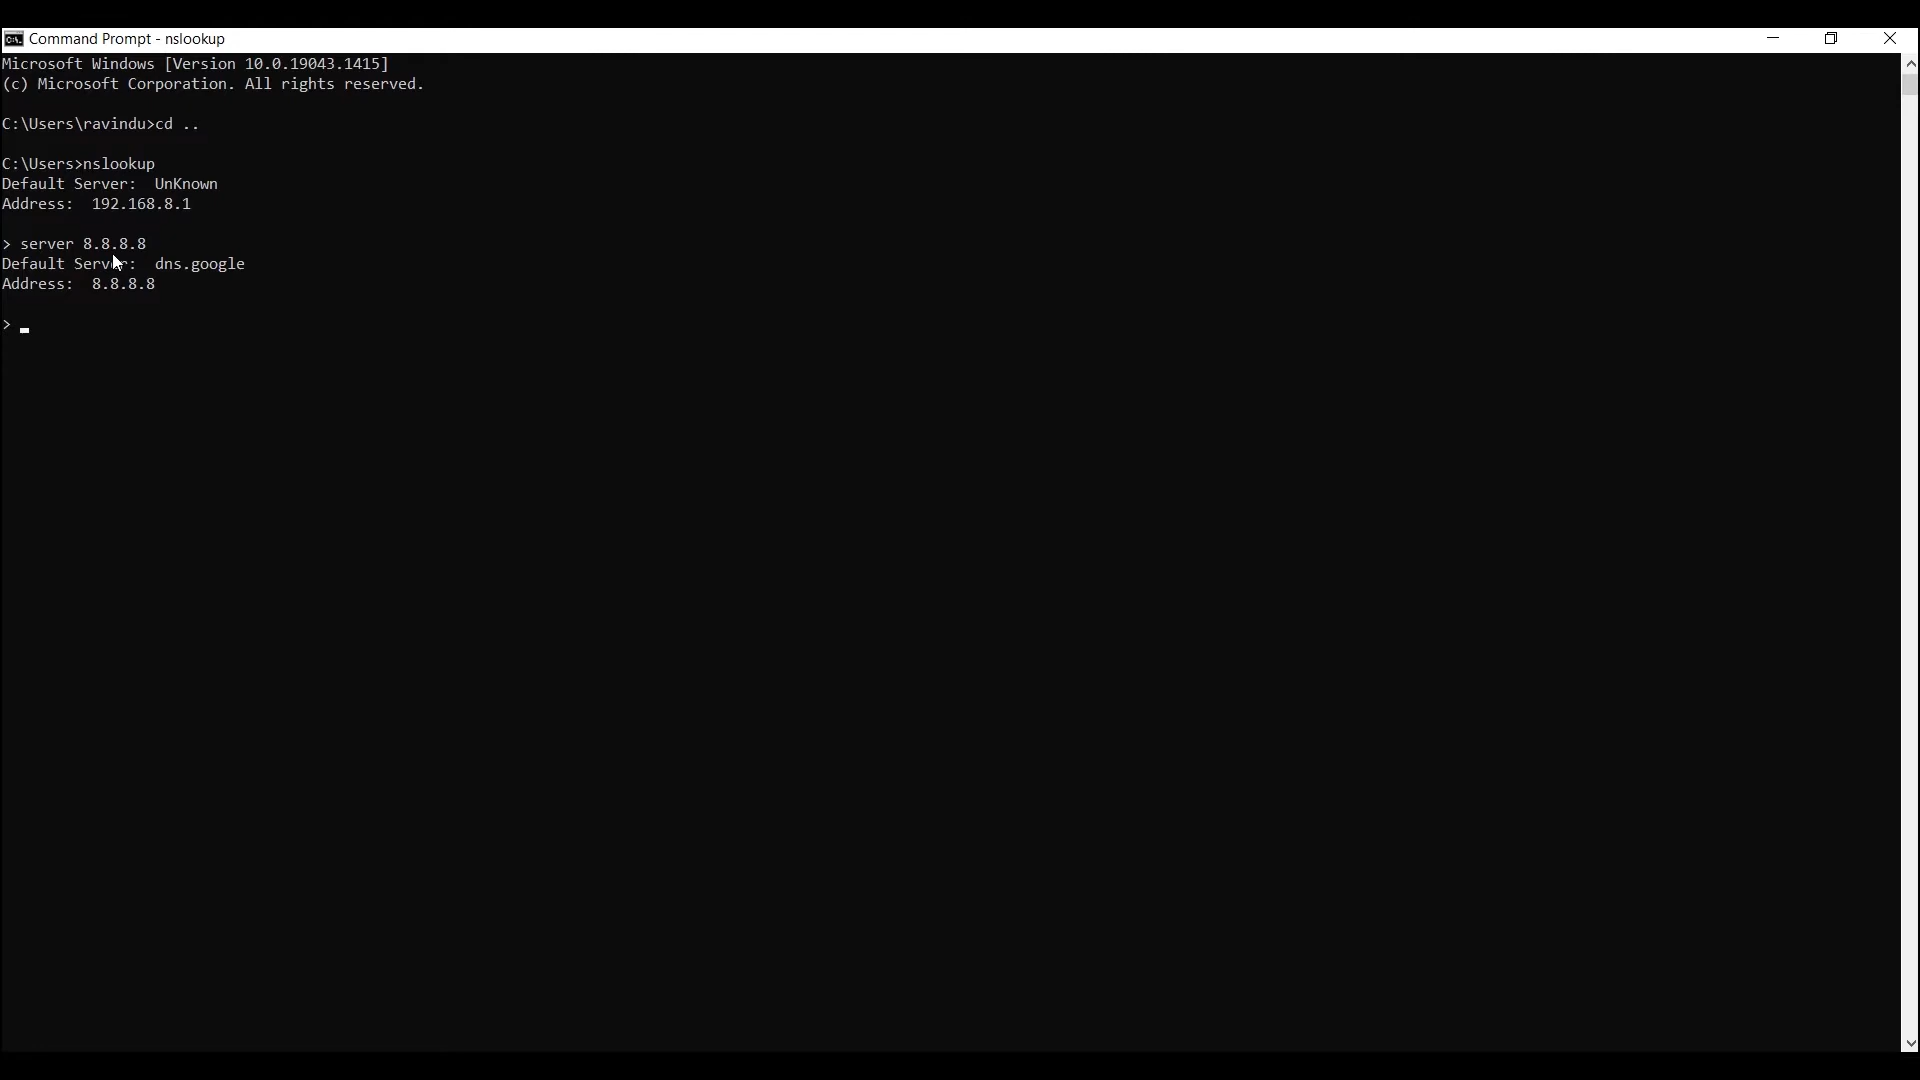 Command Prompt - nslookup
Microsoft Windows [Version 10.0.19043.1415]
(c) Microsoft Corporation. All rights reserved.
C:\Users\ravindu>cd ..
C:\Users>nslookup
Default Server:  UnKnown
Address:  192.168.8.1
> server 8.8.8.8
Default Server:  dns.google
Address:  8.8.8.8
>